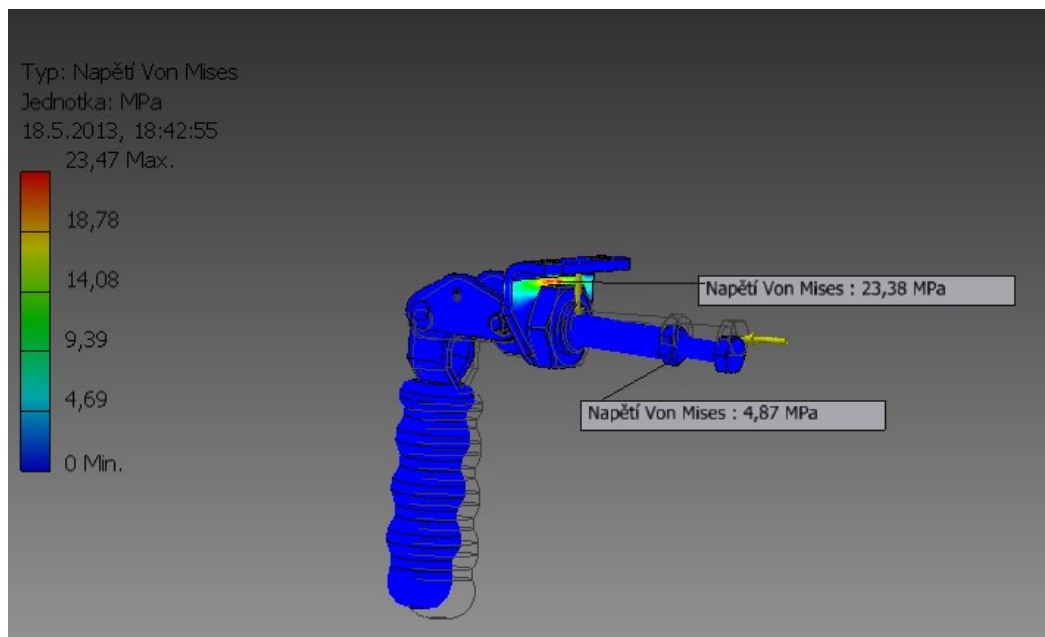 Typ: Napětí Von Mises
Jednotka: MPa
18.5.2013, 18:42:55
23,47 Max.
18,78
14,08
9,39
4,69
0 Min.
Napětí Von Mises : 23,38 MPa
Napětí Von Mises : 4,87 MPa